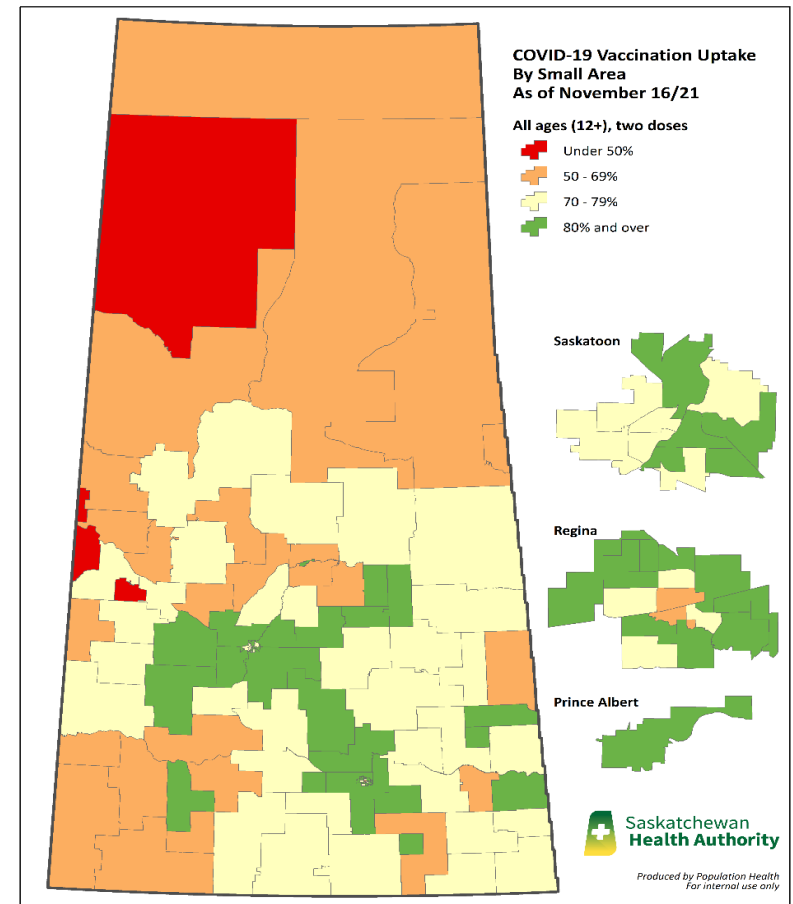 COVID-19 Vaccination Uptake
By Small Area
As of November 16/21
All ages (12+), two doses
Under 50%
50 - 69%
70 - 79%
80% and over
Saskatoon
Regina
Prince Albert
Saskatchewan
Health Authority
Produced by Population Health
For internal use only